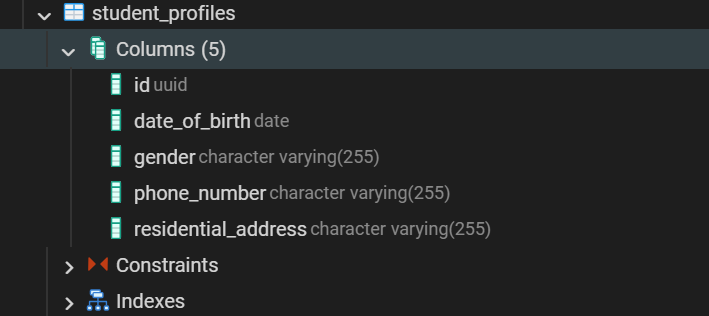 student_profiles
Columns (5)
id uuid
date_of_birth date
gender character varying(255)
phone_number character varying(255)
residential_address character varying(255)
Constraints
Indexes